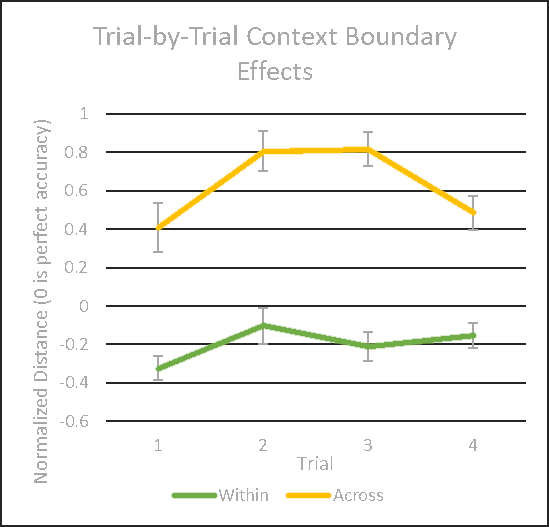 Trial-by-Trial Context Boundary
Effects
Normalized Distance (0 is perfect accuracy)
1
0.8
0.6
0.4
0.2
0
-0.2
-0.4
-0.6
1 2 3 4
Trial
Within Across